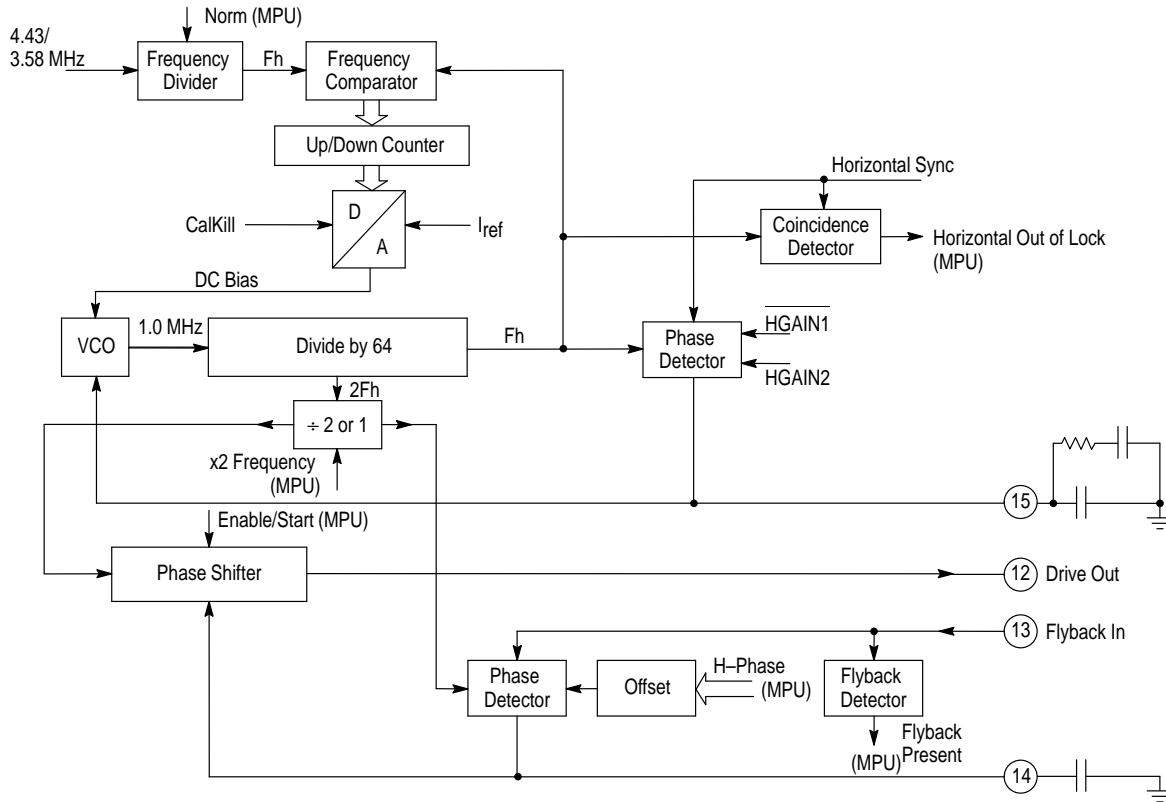 Norm (MPU)
4.43/
3.58 MHz
Frequency
Divider
Fh
Frequency
Comparator
Up/Down Counter
Horizontal Sync
D
A
CalKill
Iref
Coincidence
Detector
Horizontal Out of Lock
(MPU)
DC Bias
VCO
1.0 MHz
Divide by 64
Fh
Phase
Detector
HGAIN1
HGAIN2
2Fh
÷ 2 or 1
x2 Frequency
(MPU)
15
Enable/Start (MPU)
Phase Shifter
12
Drive Out
13
Flyback In
Phase
Detector
Offset
H–Phase
(MPU)
Flyback
Detector
Flyback
Present
(MPU)
14